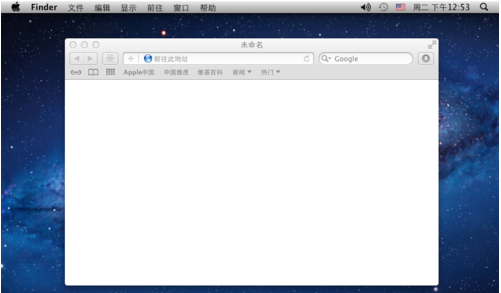 Finder 文件 编辑 显示 前往 窗口 帮助 周二 下午12:53
未命名
前往此地址 Google
Apple中国 中国雅虎 维基百科 新闻 热门